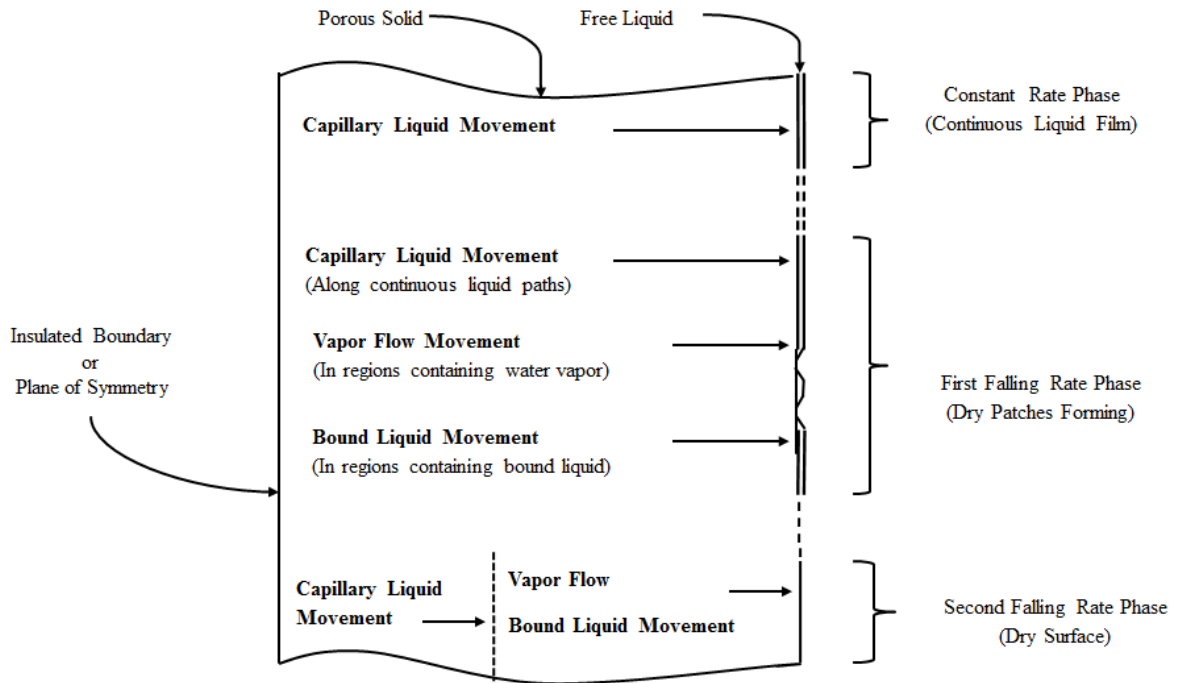 Porous Solid
Free Liquid
Capillary Liquid Movement
Constant Rate Phase
(Continuous Liquid Film)
Capillary Liquid Movement
(Along continuous liquid paths)
Vapor Flow Movement
(In regions containing water vapor)
Bound Liquid Movement
(In regions containing bound liquid)
Insulated Boundary
or
Plane of Symmetry
First Falling Rate Phase
(Dry Patches Forming)
Capillary Liquid
Movement
Vapor Flow
Bound Liquid Movement
Second Falling Rate Phase
(Dry Surface)